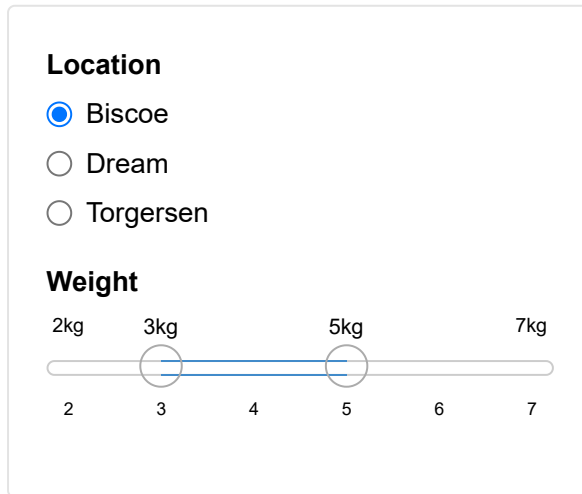 Location
Biscoe
Dream
Torgersen
Weight
2kg 3kg 5kg 7kg
2 3 4 5 6 7